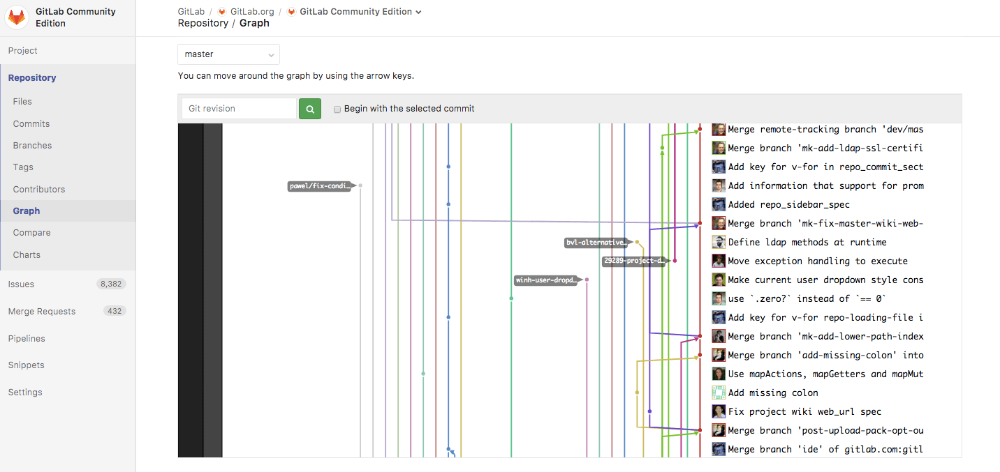 GitLab Community
Edition
Project
Repository
Files
Commits
Branches
Tags
Contributors
Graph
Compare
Charts
Issues 8,382
Merge Requests 432
Pipelines
Snippets
Settings
GitLab / GitLab.org / GitLab Community Edition
Repository / Graph
master
You can move around the graph by using the arrow keys.
Git revision
Begin with the selected commit
pawel/fix-condi…
bvl-alternative…
29289-project-d…
winh-user-dropd…
Merge remote-tracking branch 'dev/mas
Merge branch 'mk-add-ldap-ssl-certifi
Add key for v-for in repo_commit_sect
Add information that support for prom
Added repo_sidebar_spec
Merge branch 'mk-fix-master-wiki-web-
Define ldap methods at runtime
Move exception handling to execute
Make current user dropdown style cons
use `.zero?` instead of `== 0`
Add key for v-for repo-loading-file i
Merge branch 'mk-add-lower-path-index
Merge branch 'add-missing-colon' into
Use mapActions, mapGetters and mapMut
Add missing colon
Fix project wiki web_url spec
Merge branch 'post-upload-pack-opt-ou
Merge branch 'ide' of gitlab.com:gitl